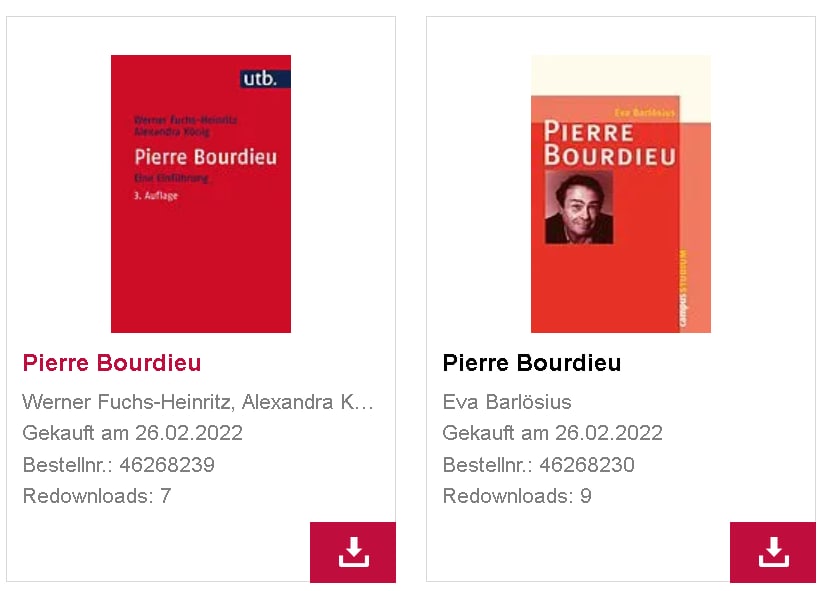 utb.
Werner Fuchs-Heinritz
Alexandra König
Pierre Bourdieu
Eine Einführung
3. Auflage
Pierre Bourdieu
Werner Fuchs-Heinritz, Alexandra K...
Gekauft am 26.02.2022
Bestellnr.: 46268239
Redownloads: 7
Eva Barlösius
PIERRE
BOURDIEU
campusSTUDIUM
Pierre Bourdieu
Eva Barlösius
Gekauft am 26.02.2022
Bestellnr.: 46268230
Redownloads: 9